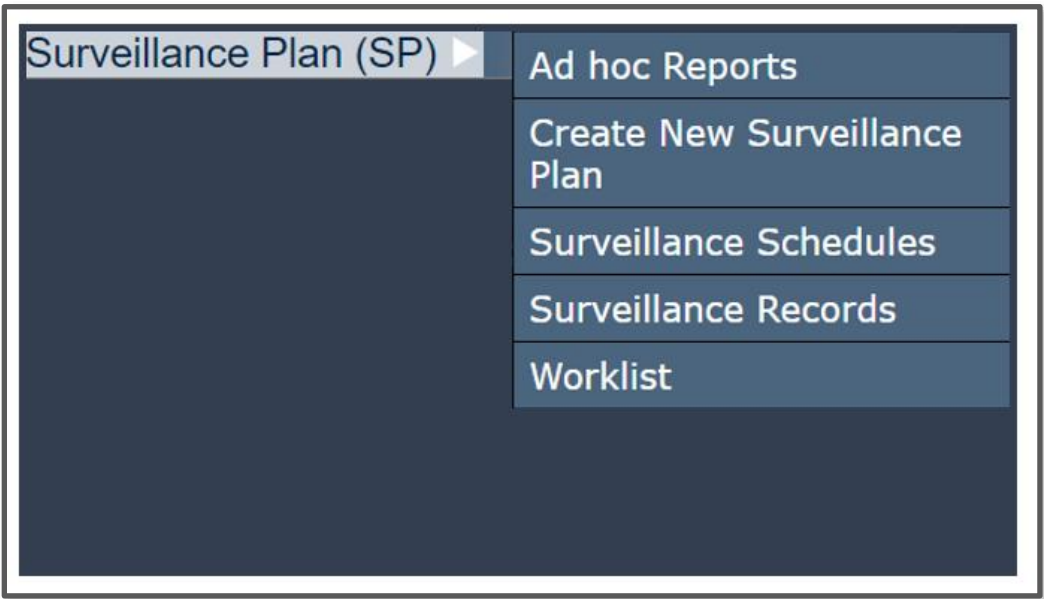 Surveillance Plan (SP)
Ad hoc Reports
Create New Surveillance
Plan
Surveillance Schedules
Surveillance Records
Worklist